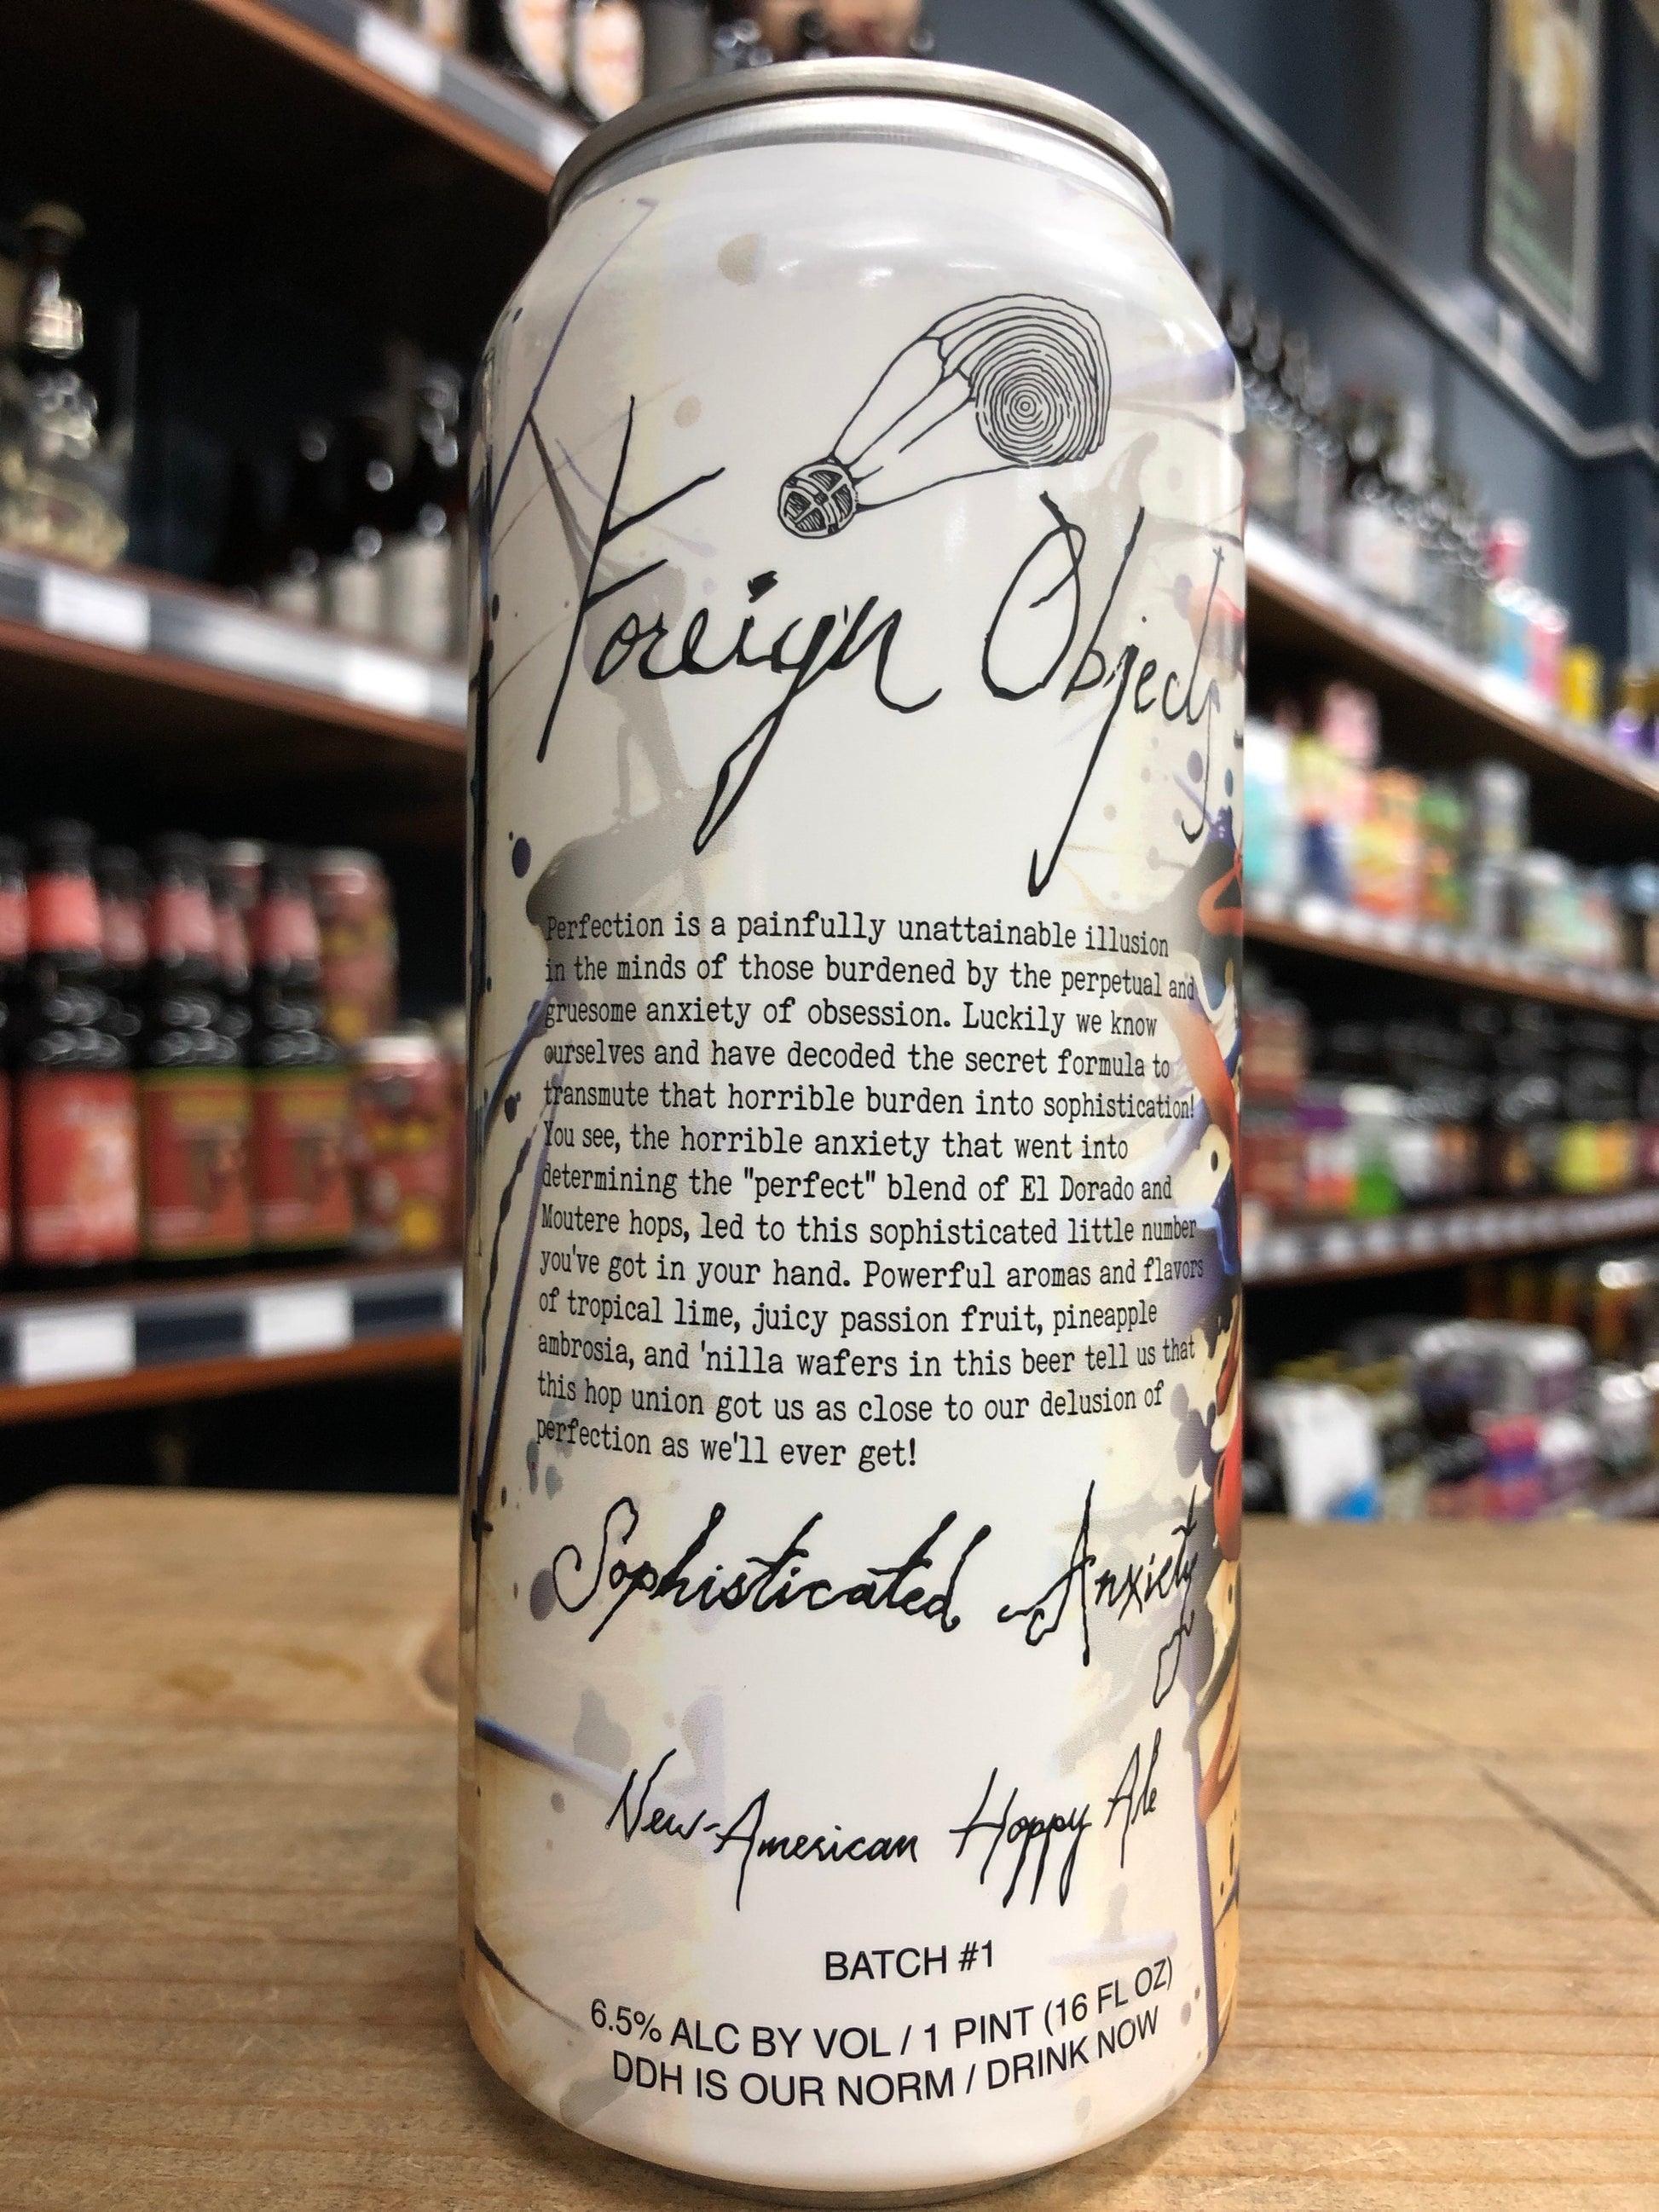 Foreign Object
Perfection is a painfully unattainable illusion
in the minds of those burdened by the perpetual and
gruesome anxiety of obsession. Luckily we know
ourselves and have decoded the secret formula to
transmute that horrible burden into sophistication!
You see, the horrible anxiety that went into
determining the "perfect" blend of El Dorado and
Moutere hops, led to this sophisticated little number
you've got in your hand. Powerful aromas and flavors
of tropical lime, juicy passion fruit, pineapple
ambrosia, and 'nilla wafers in this beer tell us that
this hop union got us as close to our delusion of
perfection as we'll ever get!
Sophisticated Anxiety
New-American Hoppy Ale
BATCH #1
6.5% ALC BY VOL / 1 PINT (16 FL OZ)
DDH IS OUR NORM / DRINK NOW